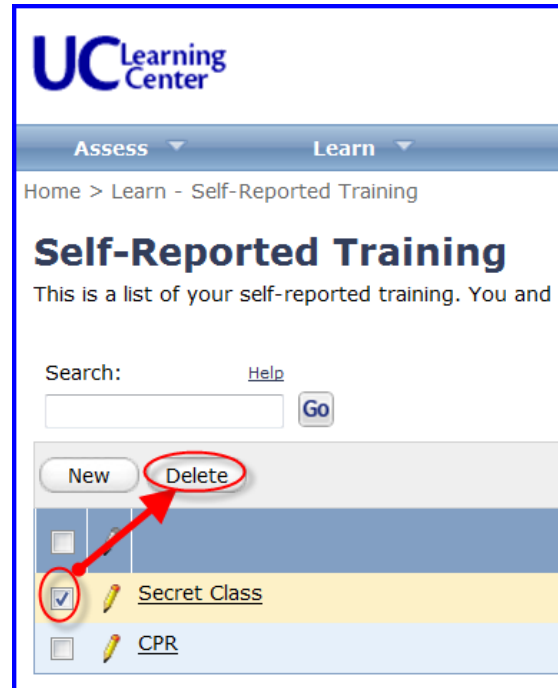 UC Learning
Center
Assess Learn
Home > Learn - Self-Reported Training
Self-Reported Training
This is a list of your self-reported training. You and
Search: Help
Go
New Delete
Secret Class
CPR